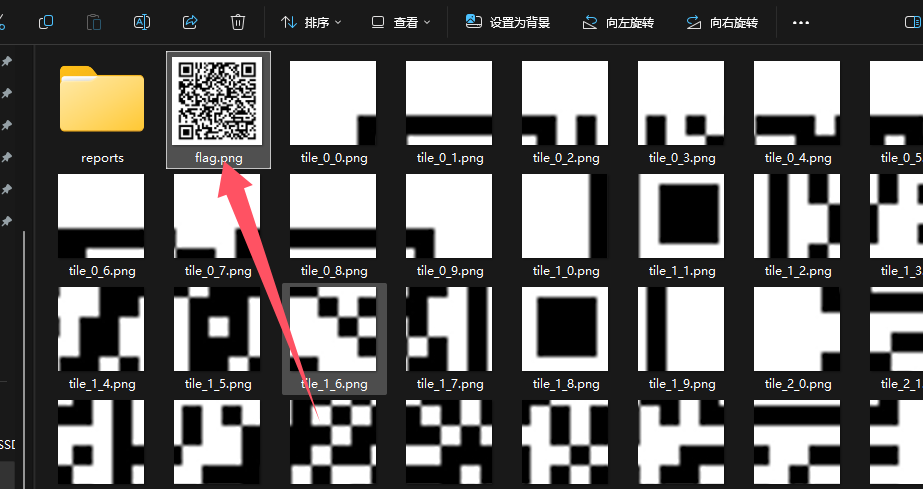 排序 查看 设置为背景 向左旋转 向右旋转
reports flag.png tile_0_0.png tile_0_1.png tile_0_2.png tile_0_3.png tile_0_4.png tile_0_5
tile_0_6.png tile_0_7.png tile_0_8.png tile_0_9.png tile_1_0.png tile_1_1.png tile_1_2.png tile_1_3
tile_1_4.png tile_1_5.png tile_1_6.png tile_1_7.png tile_1_8.png tile_1_9.png tile_2_0.png tile_2_1
SSD